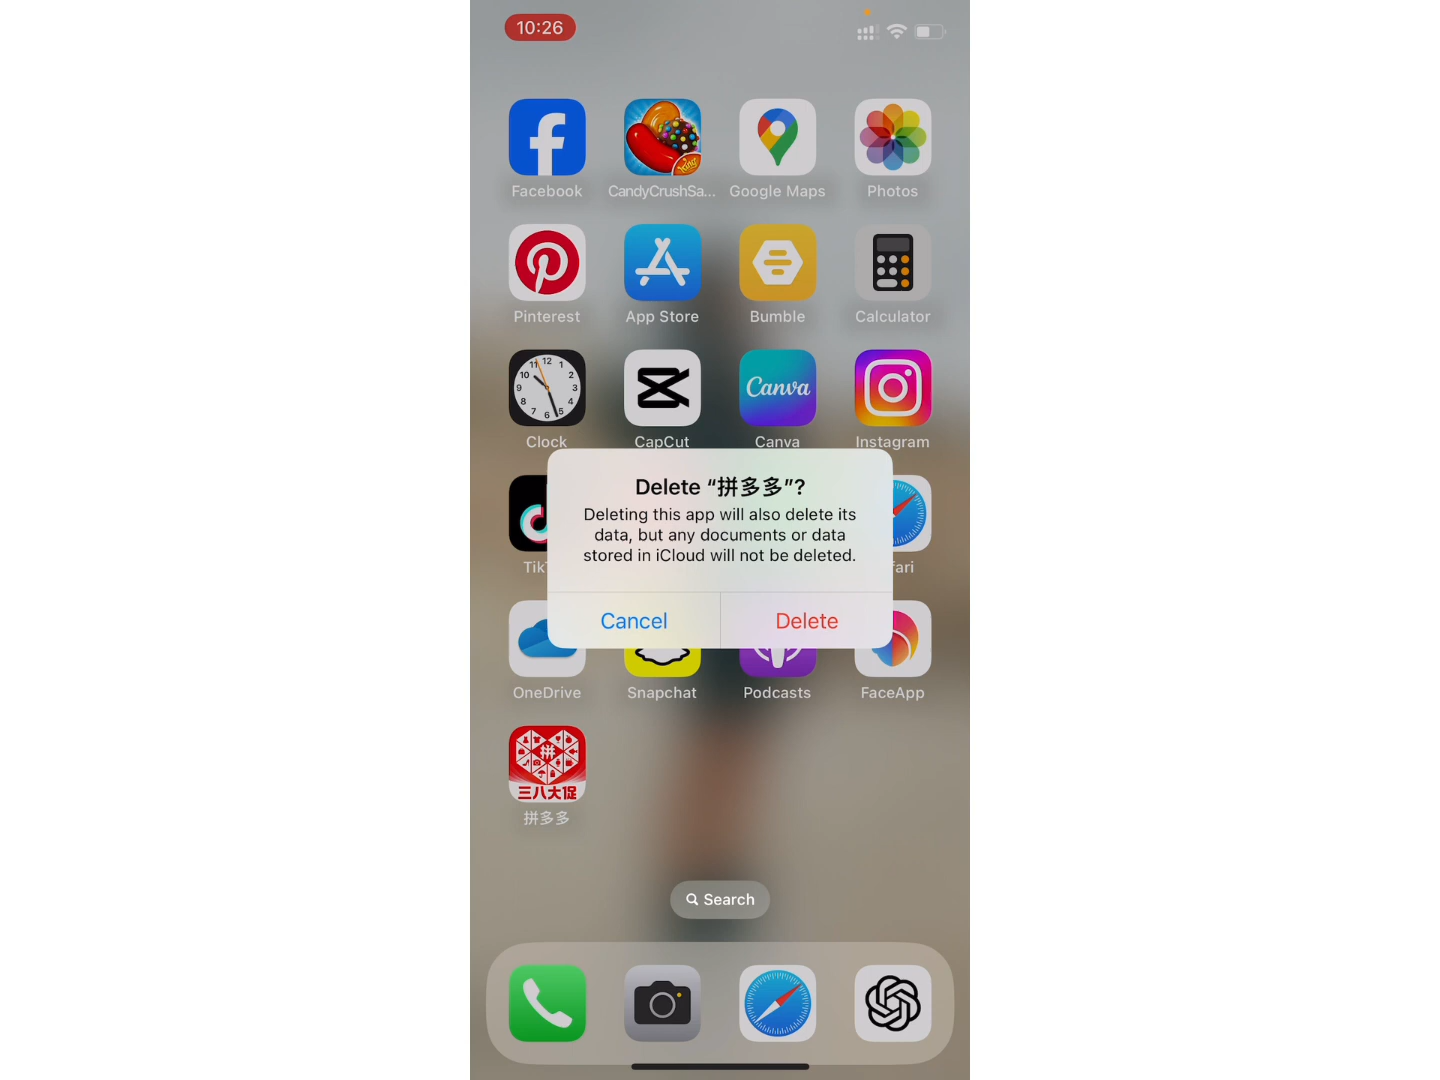 10:26
Facebook
CandyCrushSa...
Google Maps
Photos
Pinterest
App Store
Bumble
Calculator
Clock
CapCut
Canva
Canva
Instagram
Delete “拼多多”?
Deleting this app will also delete its
data, but any documents or data
stored in iCloud will not be deleted.
Cancel
Delete
OneDrive
Snapchat
Podcasts
FaceApp
拼
三八大促
拼多多
Search